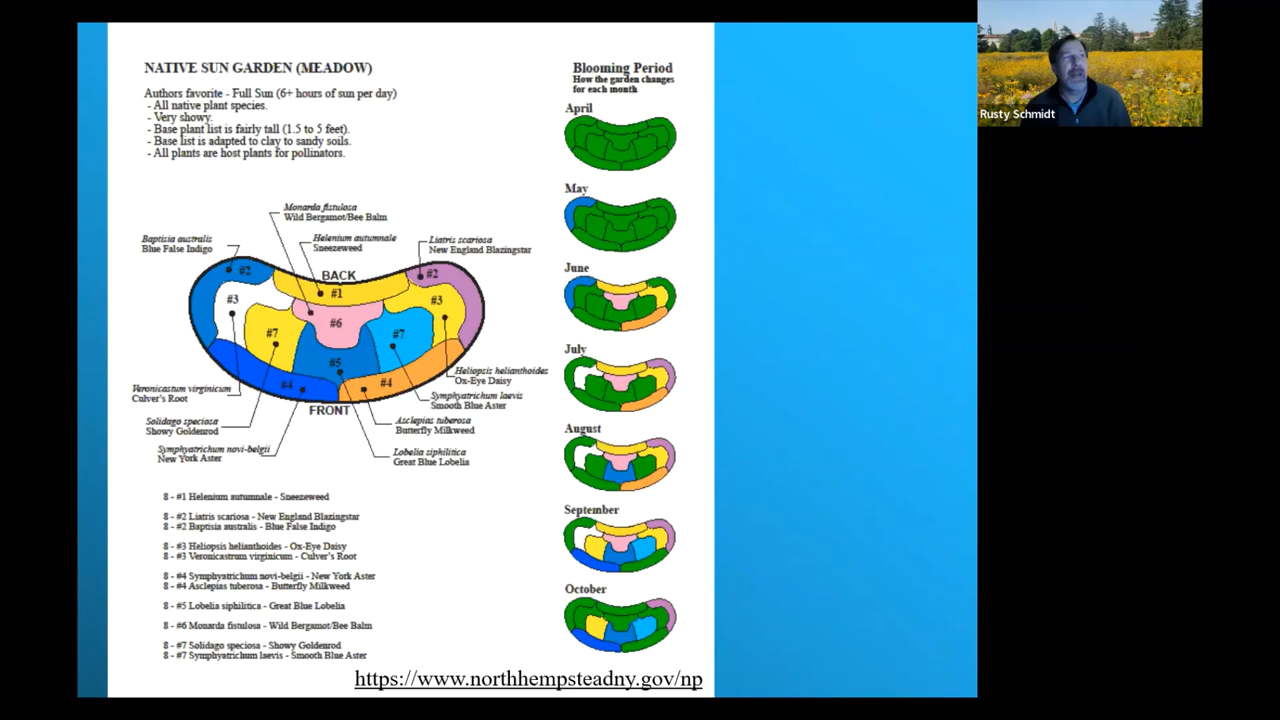 NATIVE SUN GARDEN (MEADOW)
Authors favorite - Full Sun (6+ hours of sun per day)
- All native plant species.
- Very showy.
- Base plant list is fairly tall (1.5 to 5 feet).
- Base list is adapted to clay to sandy soils.
- All plants are host plants for pollinators.
Monarda fistulosa
Wild Bergamot/Bee Balm
Baptisia australis
Blue False Indigo
Helenium autumnale
Sneezeweed
Liatris scariosa
New England Blazingstar
BACK
#2
#1
#2
#3
#3
#6
#7
#7
#5
#4
#4
FRONT
Heliopsis helianthoides
Ox-Eye Daisy
Veronicastum virginicum
Culver's Root
Symphyatrichum laevis
Smooth Blue Aster
Solidago speciosa
Showy Goldenrod
Asclepias tuberosa
Butterfly Milkweed
Symphyatrichum novi-belgii
New York Aster
Lobelia siphilitica
Great Blue Lobelia
8 - #1 Helenium autumnale - Sneezeweed
8 - #2 Liatris scariosa - New England Blazingstar
8 - #2 Baptisia australis - Blue False Indigo
8 - #3 Heliopsis helianthoides - Ox-Eye Daisy
8 - #3 Veronicastrum virginicum - Culver's Root
8 - #4 Symphyatrichum novi-belgii - New York Aster
8 - #4 Asclepias tuberosa - Butterfly Milkweed
8 - #5 Lobelia siphilitica - Great Blue Lobelia
8 - #6 Monarda fistulosa - Wild Bergamot/Bee Balm
8 - #7 Solidago speciosa - Showy Goldenrod
8 - #7 Symphyatrichum laevis - Smooth Blue Aster
Blooming Period
How the garden changes
for each month
April
May
June
July
August
September
October
https://www.northhempsteadny.gov/np
Rusty Schmidt